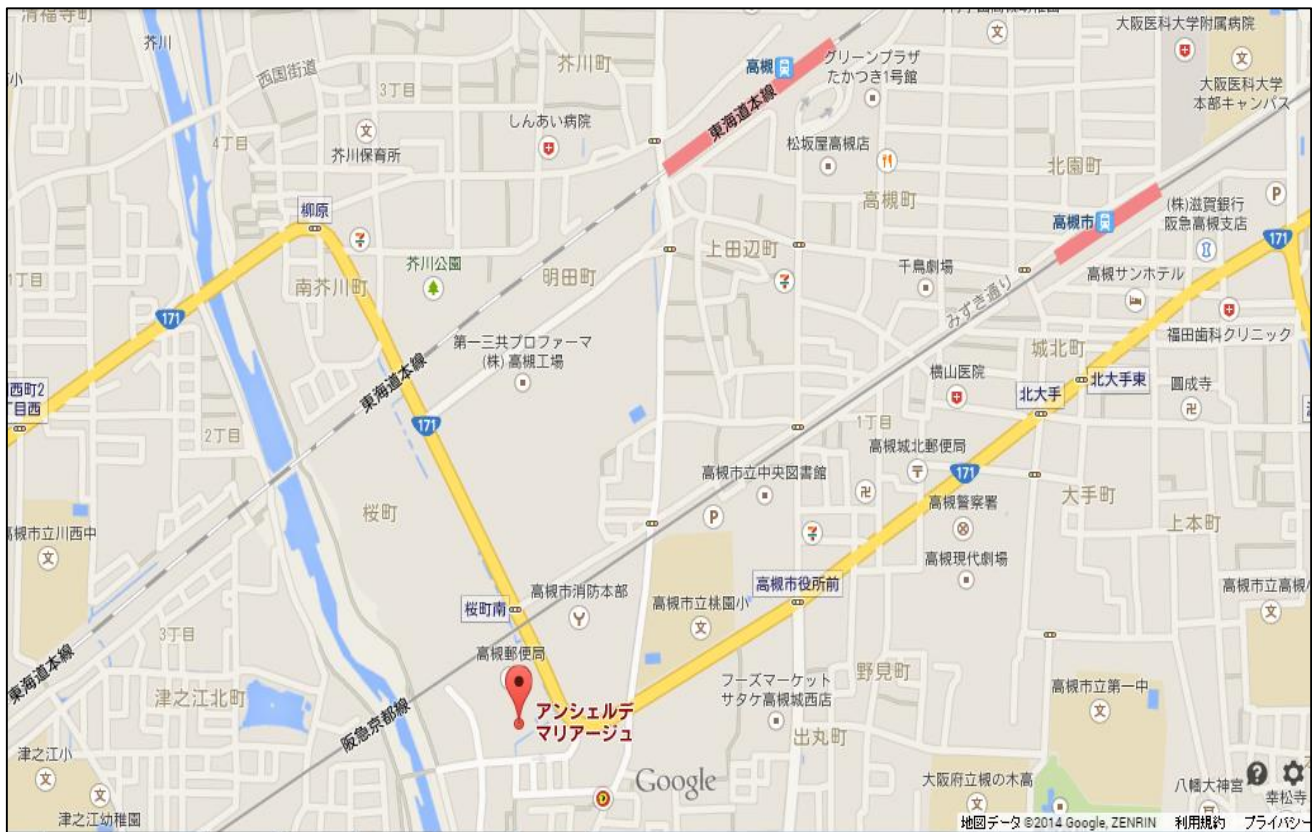 清福寺町
芥川
西国街道
芥川町
3丁目
高槻
グリーンプラザ
たかつき1号館
大阪医科大学附属病院
大阪医科大学
本部キャンパス
東海道本線
しんあい病院
4丁目
芥川保育所
松坂屋高槻店
北園町
高槻町
柳原
高槻市
(株)滋賀銀行
阪急高槻支店
P
171
上田辺町
芥川公園
明田町
千鳥劇場
高槻サンホテル
1丁目
南芥川町
みずき通り
171
福田歯科クリニック
第一三共プロファーマ
(株) 高槻工場
城北町
東海道本線
横山医院
北大手
北大手東
圓成寺
西町2
丁目西
171
2丁目
1丁目
高槻城北郵便局
高槻市立中央図書館
171
大手町
高槻警察署
桜町
P
上本町
高槻市立川西中
高槻現代劇場
高槻市消防本部
高槻市役所前
桜町南
高槻市立桃園小
高槻市立高槻小
3丁目
高槻郵便局
野見町
東海道本線
津之江北町
フーズマーケット
サタケ高槻城西店
高槻市立第一中
阪急京都線
アンシェルデ
マリアージュ
出丸町
津之江小
Google
大阪府立槻の木高
八幡大神宮
幸松寺
津之江幼稚園
地図データ ©2014 Google, ZENRIN
利用規約
プライバシー